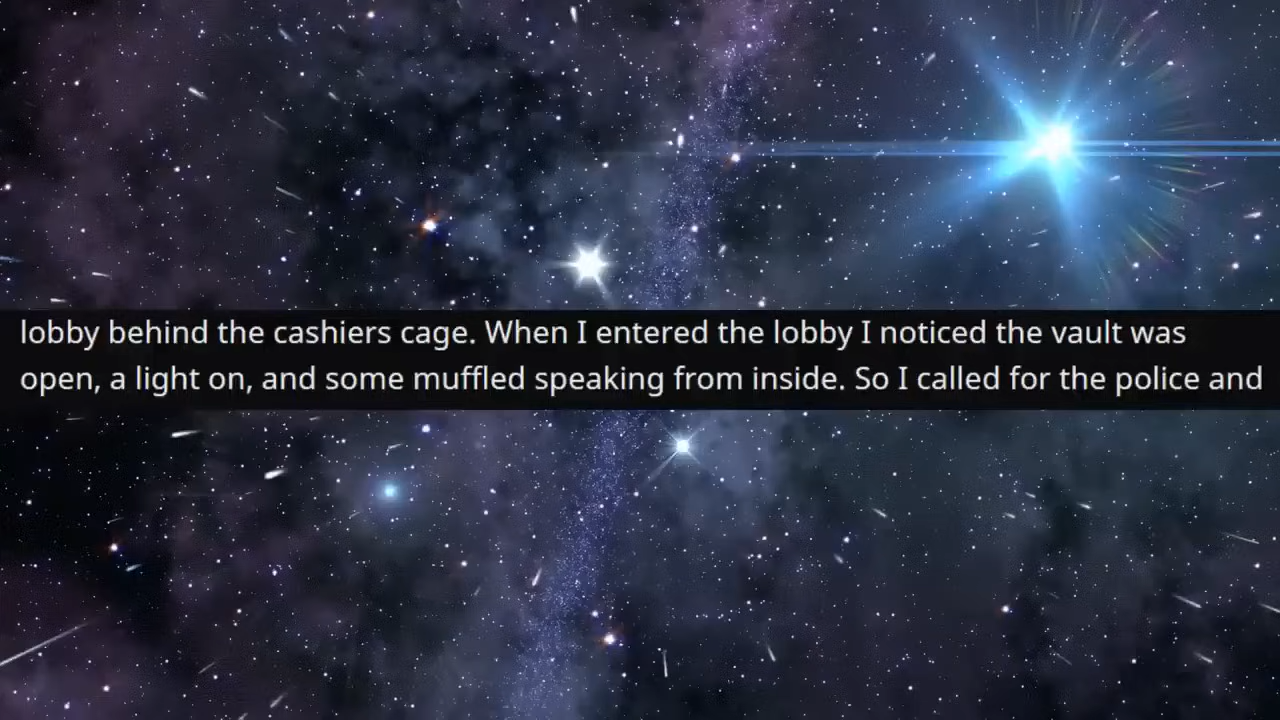 lobby behind the cashiers cage. When I entered the lobby I noticed the vault was
open, a light on, and some muffled speaking from inside. So I called for the police and